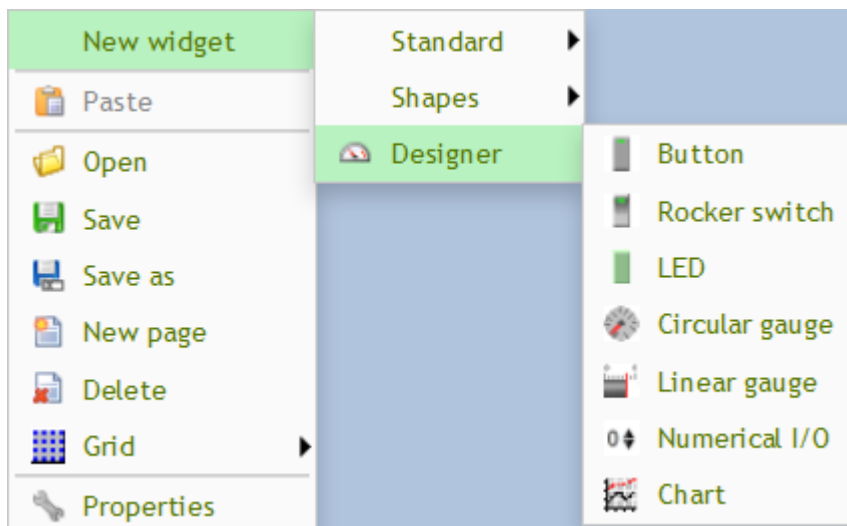 New widget
Paste
Open
Save
Save as
New page
Delete
Grid
Properties
Standard
Shapes
Designer
Button
Rocker switch
LED
Circular gauge
Linear gauge
Numerical I/O
Chart